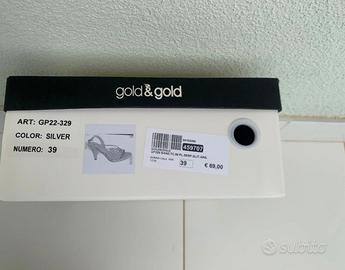 gold&gold
ART: GP22-329
COLOR: SILVER
NUMERO: 39
459707
39
€ 69,00
subito